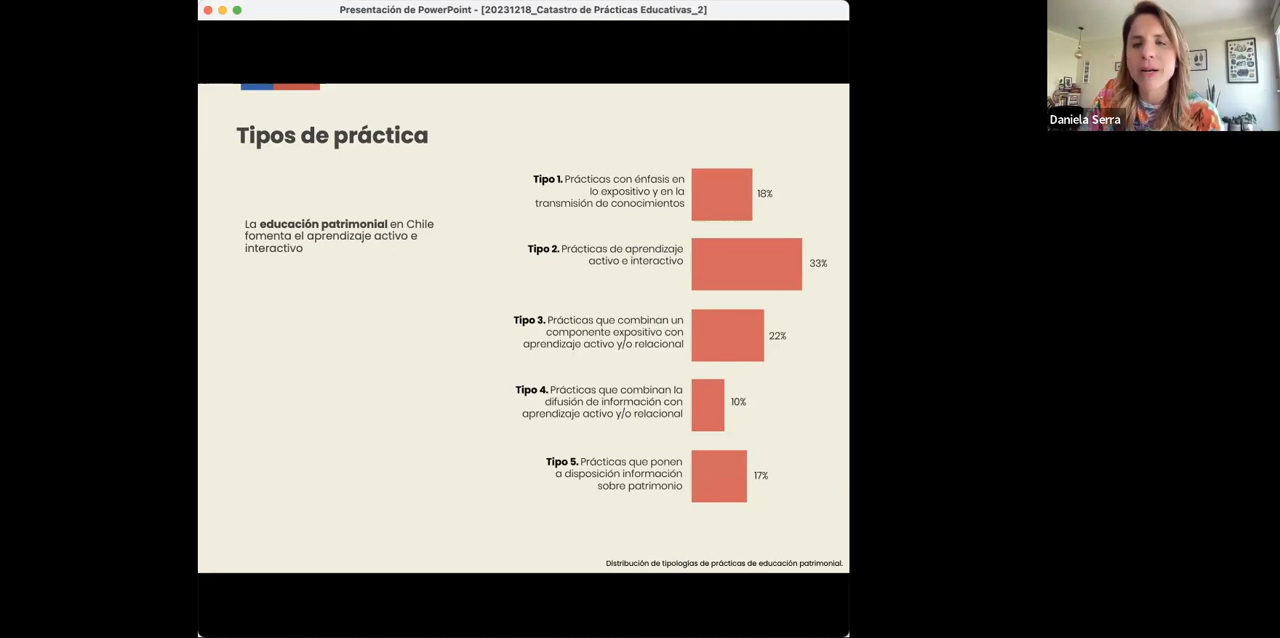 Presentación de PowerPoint - [20231218_Catastro de Prácticas Educativas_2]
Daniela Serra
Tipos de práctica
La educación patrimonial en Chile
fomenta el aprendizaje activo e
interactivo
Tipo 1. Prácticas con énfasis en
lo expositivo y en la
transmisión de conocimientos
18%
Tipo 2. Prácticas de aprendizaje
activo e interactivo
33%
Tipo 3. Prácticas que combinan un
componente expositivo con
aprendizaje activo y/o relacional
22%
Tipo 4. Prácticas que combinan la
difusión de información con
aprendizaje activo y/o relacional
10%
Tipo 5. Prácticas que ponen
a disposición información
sobre patrimonio
17%
Distribución de tipologías de prácticas de educación patrimonial.